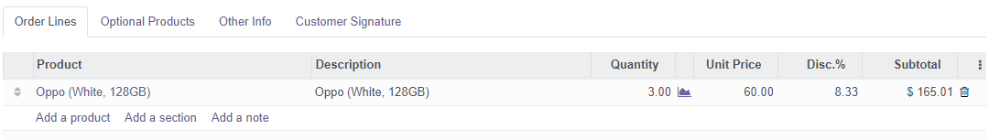 Order Lines Optional Products Other Info Customer Signature
Product Description Quantity Unit Price Disc.% Subtotal
Oppo (White, 128GB) Oppo (White, 128GB) 3.00 60.00 8.33 $ 165.01
Add a product Add a section Add a note